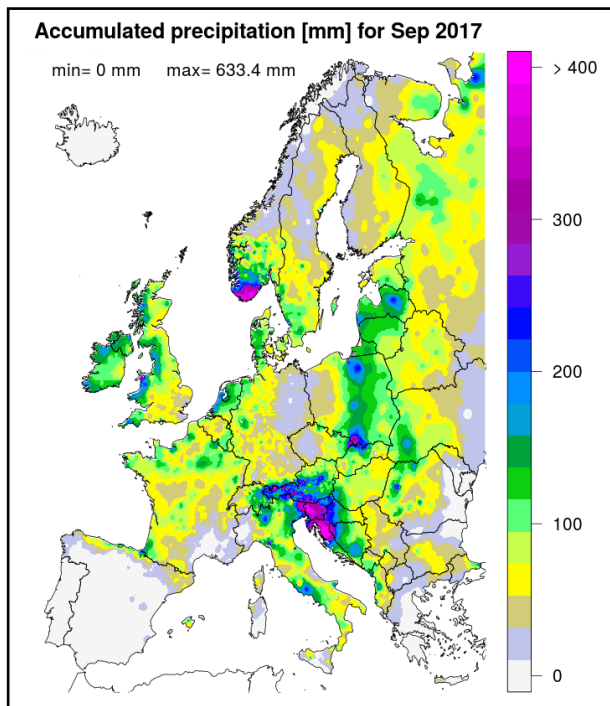 Accumulated precipitation [mm] for Sep 2017
min= 0 mm max= 633.4 mm
> 400
300
200
100
0